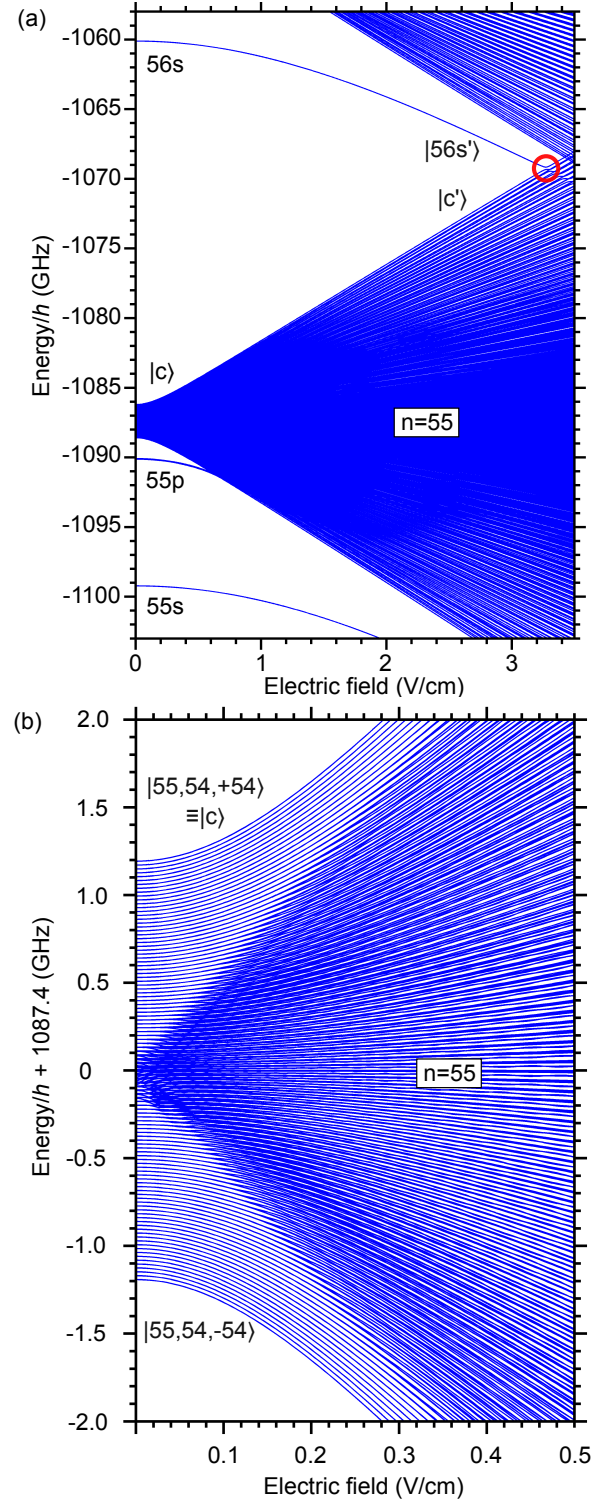 (a)
-1060
56s
-1065
|56s'⟩
-1070
|c'⟩
-1075
Energy/h (GHz)
-1080
|c⟩
-1085
n=55
-1090
55p
-1095
55s
-1100
0
1
2
3
Electric field (V/cm)
(b)
2.0
|55,54,+54⟩
1.5
≡|c⟩
1.0
0.5
Energy/h + 1087.4 (GHz)
0
n=55
-0.5
-1.0
|55,54,-54⟩
-1.5
-2.0
0.1
0.2
0.3
0.4
0.5
Electric field (V/cm)